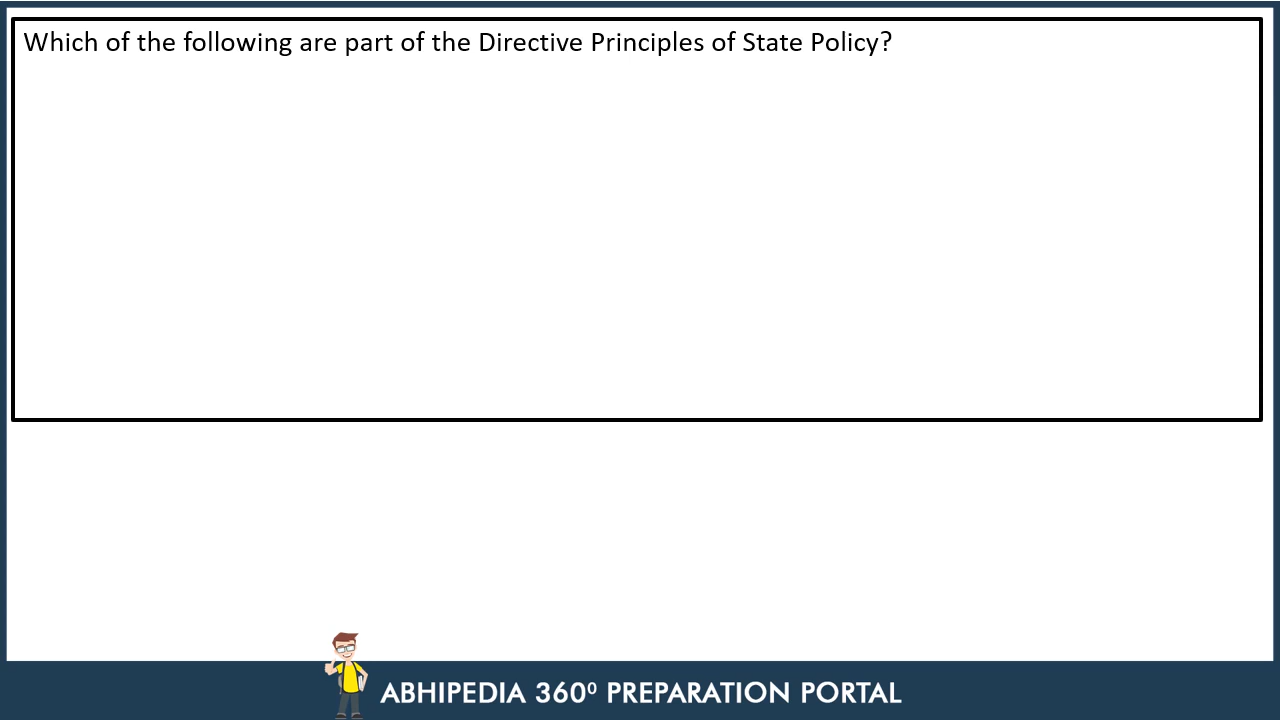 Which of the following are part of the Directive Principles of State Policy?
ABHIPEDIA 360⁰ PREPARATION PORTAL